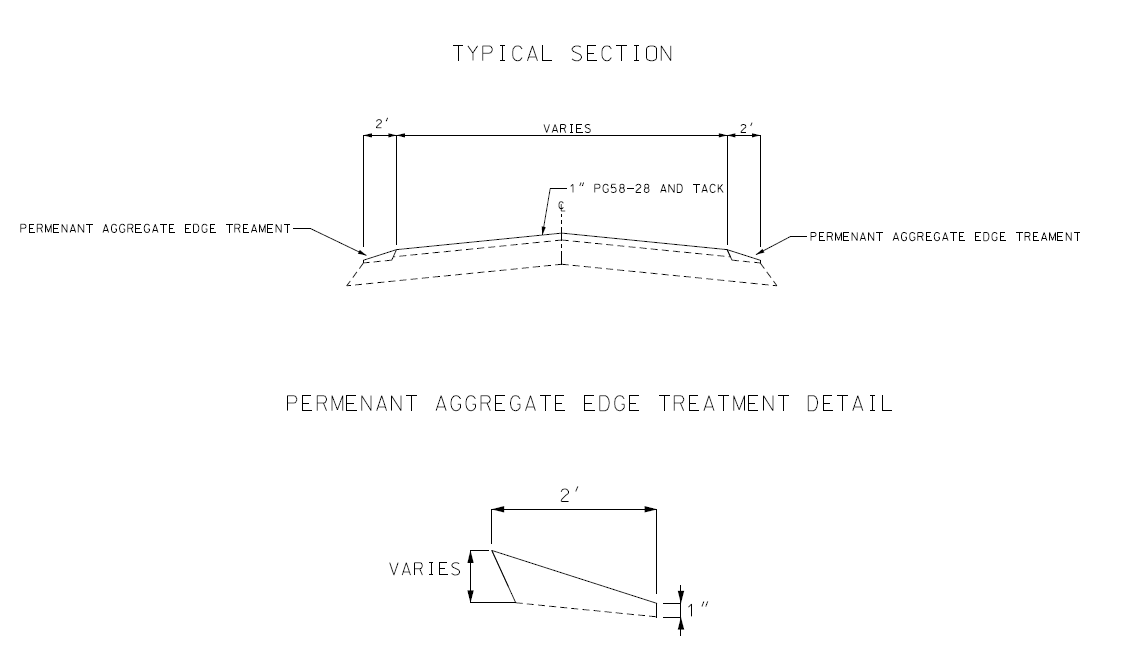 TYPICAL SECTION
2'
VARIES
2'
1" PG58-28 AND TACK
℄
PERMENANT AGGREGATE EDGE TREAMENT
PERMENANT AGGREGATE EDGE TREAMENT
PERMENANT AGGREGATE EDGE TREATMENT DETAIL
2'
VARIES
1"